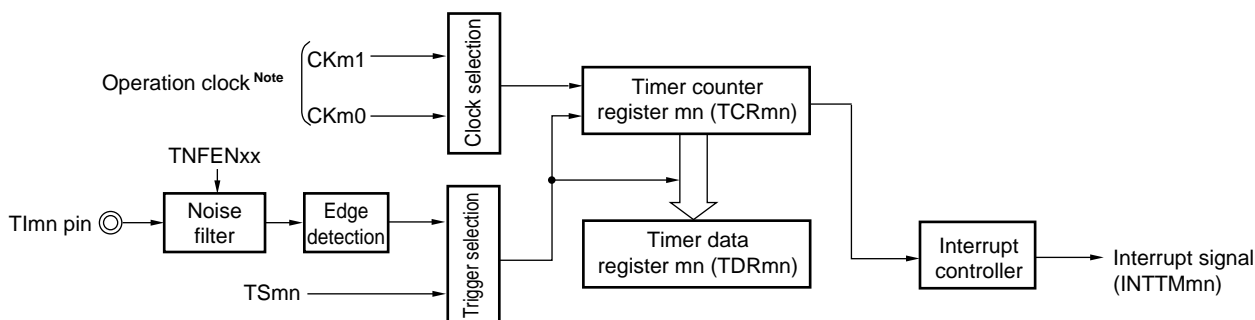 Operation clock Note
CKm1
CKm0
Clock selection
Timer counter
register mn (TCRmn)
TNFENxx
TImn pin
Noise
filter
Edge
detection
TSmn
Trigger selection
Timer data
register mn (TDRmn)
Interrupt
controller
Interrupt signal
(INTTMmn)